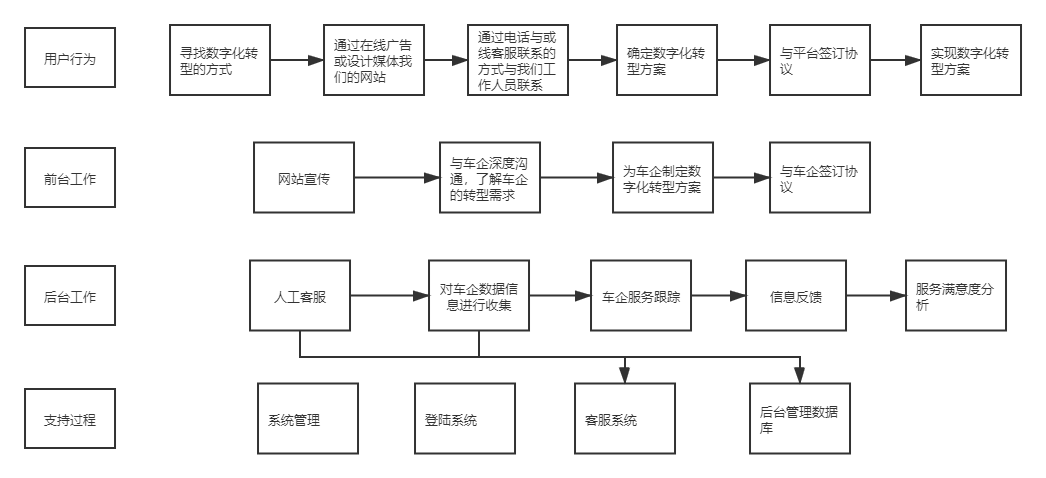 用户行为
寻找数字化转
型的方式
通过在线广告
或设计媒体我
们的网站
通过电话与或
线客服联系的
方式与我们工
作人员联系
确定数字化转
型方案
与平台签订协
议
实现数字化转
型方案
前台工作
网站宣传
与车企深度沟
通，了解车企
的转型需求
为车企制定数
字化转型方案
与车企签订协
议
后台工作
人工客服
对车企数据信
息进行收集
车企服务跟踪
信息反馈
服务满意度分
析
支持过程
系统管理
登陆系统
客服系统
后台管理数据
库